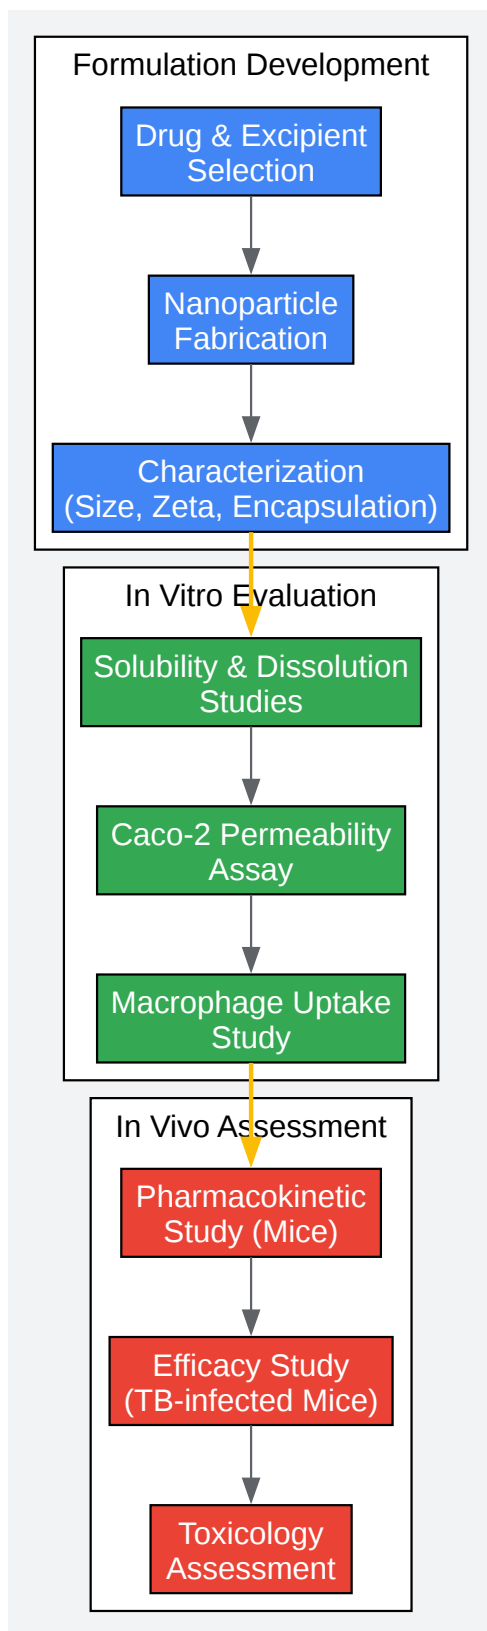 Formulation Development
Drug & Excipient
Selection
Nanoparticle
Fabrication
Characterization
(Size, Zeta, Encapsulation)
In Vitro Evaluation
Solubility & Dissolution
Studies
Caco-2 Permeability
Assay
Macrophage Uptake
Study
In Vivo Assessment
Pharmacokinetic
Study (Mice)
Efficacy Study
(TB-infected Mice)
Toxicology
Assessment